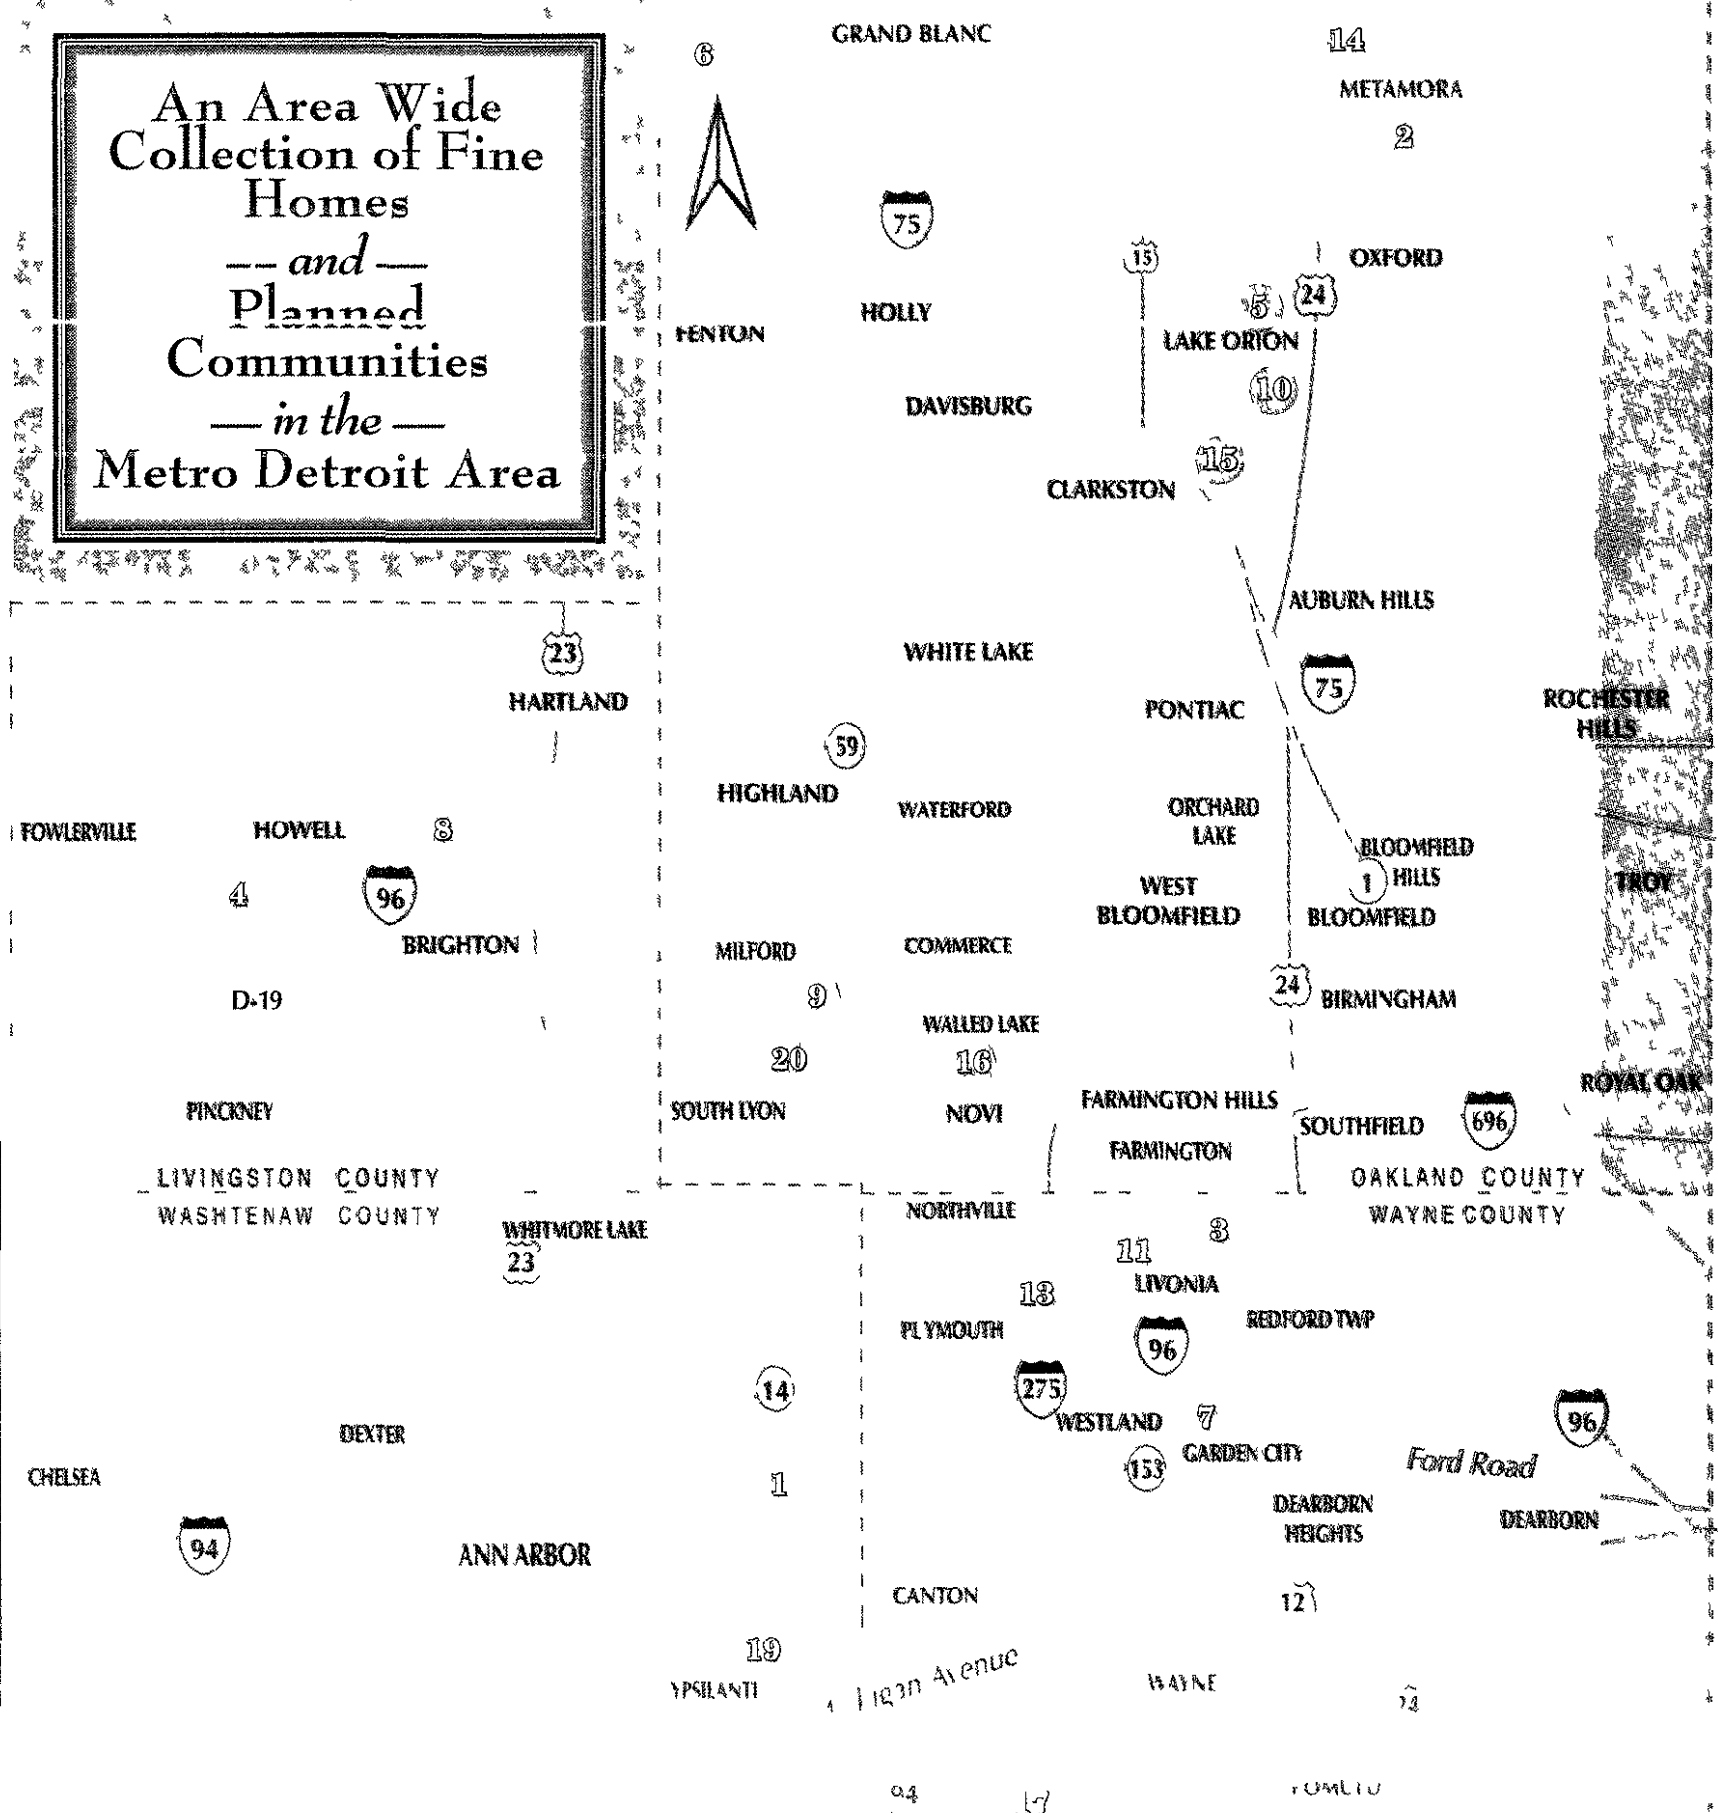 An Area Wide
Collection of Fine
Homes
-- and —
Planned
Communities
— in the —
Metro Detroit Area
6
GRAND BLANC
14
METAMORA
2
75
15
OXFORD
5
24
HOLLY
FENTON
LAKE ORION
10
DAVISBURG
15
CLARKSTON
AUBURN HILLS
23
WHITE LAKE
75
HARTLAND
PONTIAC
ROCHESTER
HILLS
59
HIGHLAND
WATERFORD
ORCHARD
LAKE
FOWLERVILLE
HOWELL
8
BLOOMFIELD
HILLS
1
4
96
WEST
BLOOMFIELD
BLOOMFIELD
TROY
BRIGHTON
MILFORD
COMMERCE
D-19
9
24
BIRMINGHAM
WALLED LAKE
20
16
ROYAL OAK
PINCKNEY
SOUTH LYON
NOVI
FARMINGTON HILLS
SOUTHFIELD
696
FARMINGTON
LIVINGSTON COUNTY
OAKLAND COUNTY
WASHTENAW COUNTY
WAYNE COUNTY
NORTHVILLE
WHITMORE LAKE
23
3
11
LIVONIA
13
PLYMOUTH
REDFORD TWP
96
275
14
WESTLAND
7
96
DEXTER
GARDEN CITY
153
Ford Road
CHELSEA
1
DEARBORN
HEIGHTS
DEARBORN
94
ANN ARBOR
CANTON
12
19
YPSILANTI
Avenue
WAYNE
24
94